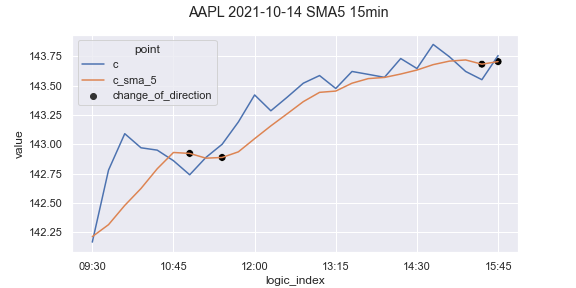 AAPL 2021-10-14 SMA5 15min
point
c
c_sma_5
change_of_direction
143.75
143.50
143.25
143.00
142.75
142.50
142.25
value
09:30 10:45 12:00 13:15 14:30 15:45
logic_index